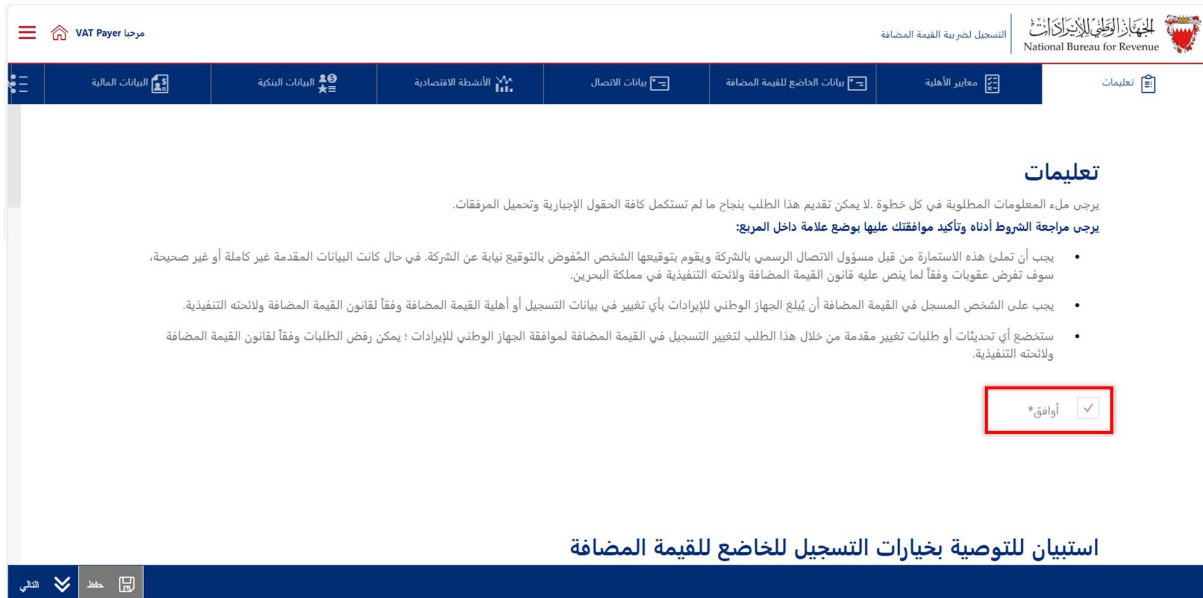 الجهاز الوطني للإيرادات
National Bureau for Revenue
التسجيل لضريبة القيمة المضافة
مرحبا VAT Payer
تعليمات
معايير الأهلية
بيانات الخاضع للقيمة المضافة
بيانات الاتصال
الأنشطة الاقتصادية
البيانات البنكية
البيانات المالية
تعليمات
يرجى ملء المعلومات المطلوبة في كل خطوة .لا يمكن تقديم هذا الطلب بنجاح ما لم تستكمل كافة الحقول الإجبارية وتحميل المرفقات.
يرجى مراجعة الشروط أدناه وتأكيد موافقتك عليها بوضع علامة داخل المربع:
• يجب أن تملئ هذه الاستمارة من قبل مسؤول الاتصال الرسمي بالشركة ويقوم بتوقيعها الشخص المُفوض بالتوقيع نيابة عن الشركة. في حال كانت البيانات المقدمة غير كاملة أو غير صحيحة،
سوف تفرض عقوبات وفقاً لما ينص عليه قانون القيمة المضافة ولائحته التنفيذية في مملكة البحرين.
• يجب على الشخص المسجل في القيمة المضافة أن يُبلغ الجهاز الوطني للإيرادات بأي تغيير في بيانات التسجيل أو أهلية القيمة المضافة وفقاً لقانون القيمة المضافة ولائحته التنفيذية.
• ستخضع أي تحديثات أو طلبات تغيير مقدمة من خلال هذا الطلب لتغيير التسجيل في القيمة المضافة لموافقة الجهاز الوطني للإيرادات ؛ يمكن رفض الطلبات وفقاً لقانون القيمة المضافة
ولائحته التنفيذية.
أوافق*
استبيان للتوصية بخيارات التسجيل للخاضع للقيمة المضافة
حفظ
التالي